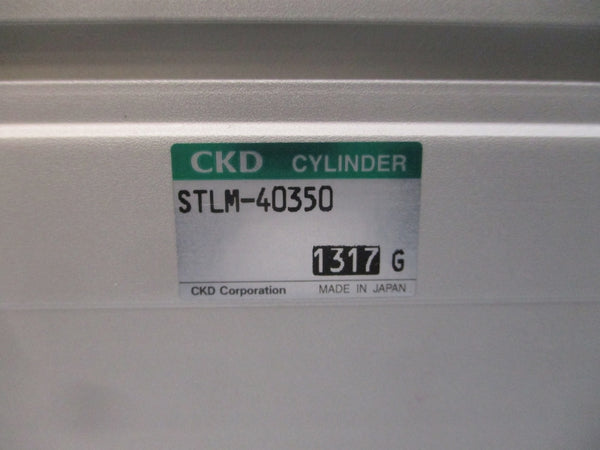 CKD CYLINDER
STLM-40350
1317 G
CKD Corporation MADE IN JAPAN